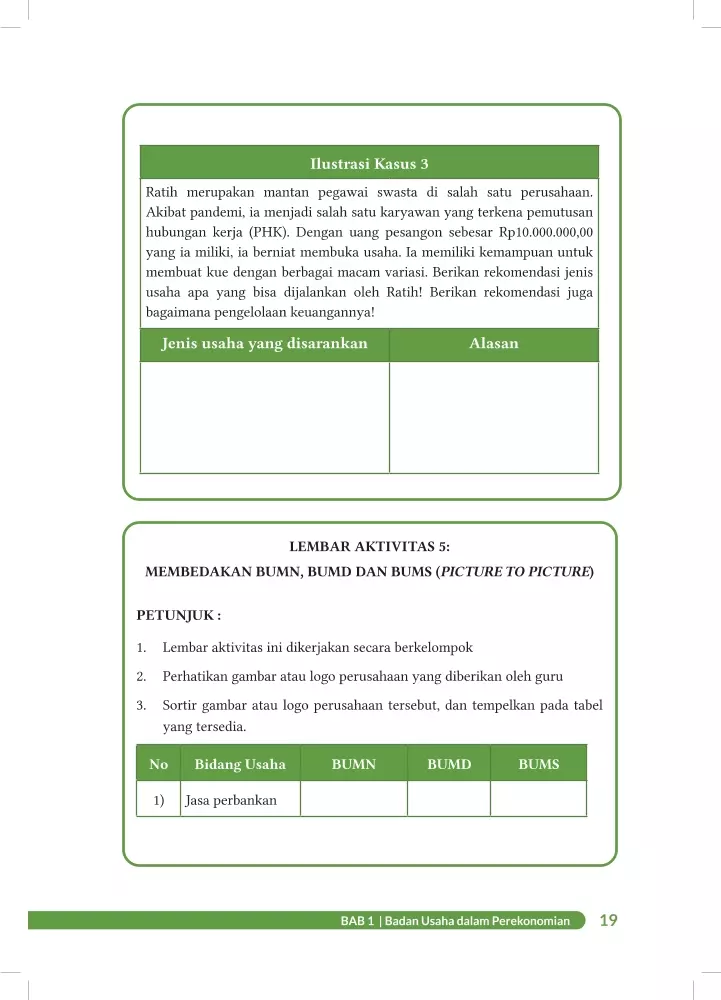 Ilustrasi Kasus 3
Ratih merupakan mantan pegawai swasta di salah satu perusahaan.
Akibat pandemi, ia menjadi salah satu karyawan yang terkena pemutusan
hubungan kerja (PHK). Dengan uang pesangon sebesar Rp10.000.000,00
yang ia miliki, ia berniat membuka usaha. Ia memiliki kemampuan untuk
membuat kue dengan berbagai macam variasi. Berikan rekomendasi jenis
usaha apa yang bisa dijalankan oleh Ratih! Berikan rekomendasi juga
bagaimana pengelolaan keuangannya!
Jenis usaha yang disarankan Alasan
LEMBAR AKTIVITAS 5:
MEMBEDAKAN BUMN, BUMD DAN BUMS (PICTURE TO PICTURE)
PETUNJUK :
1. Lembar aktivitas ini dikerjakan secara berkelompok
2. Perhatikan gambar atau logo perusahaan yang diberikan oleh guru
3. Sortir gambar atau logo perusahaan tersebut, dan tempelkan pada tabel
yang tersedia.
No Bidang Usaha BUMN BUMD BUMS
1) Jasa perbankan
BAB 1 | Badan Usaha dalam Perekonomian 19